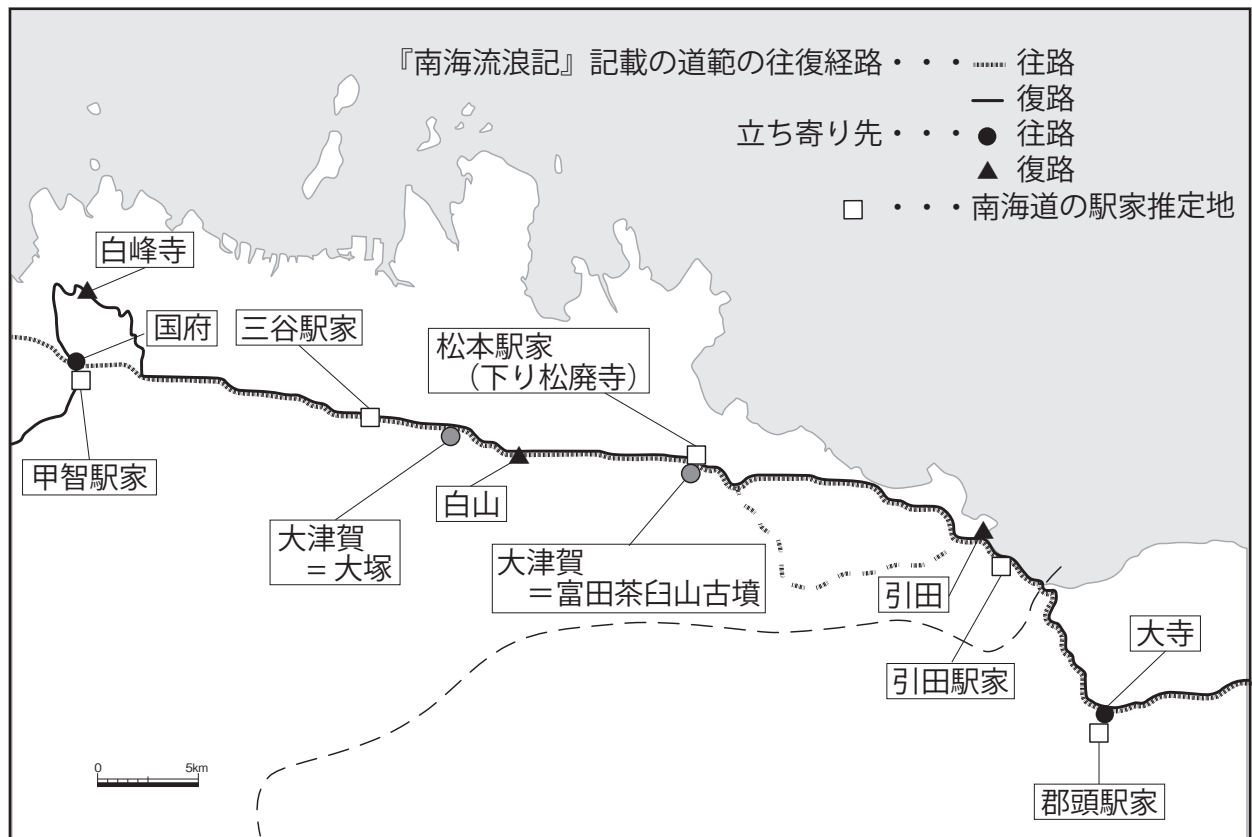 『南海流浪記』記載の道範の往復経路・・・ 往路
復路
立ち寄り先・・・ 往路
復路
・・・南海道の駅家推定地
白峰寺
国府
三谷駅家
松本駅家
（下り松廃寺）
甲智駅家
白山
大津賀
＝大塚
大津賀
＝富田茶臼山古墳
引田
大寺
引田駅家
郡頭駅家
0 5km